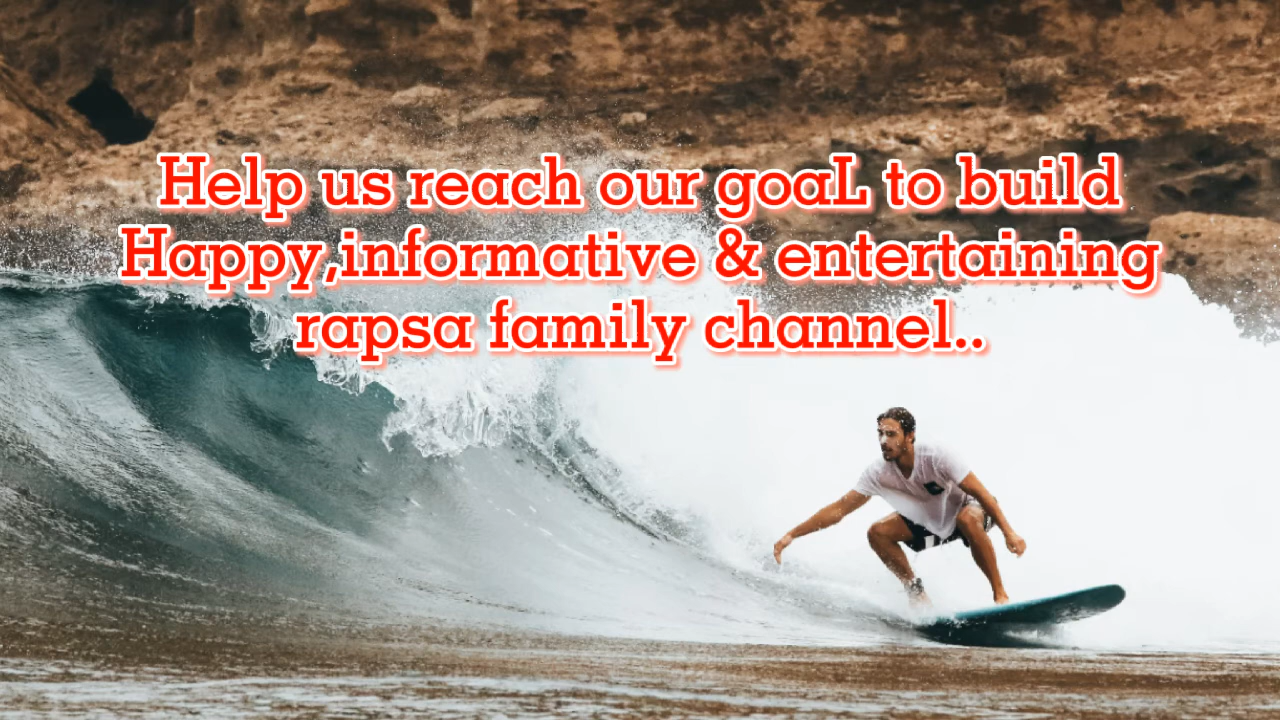 Help us reach our goaL to build
Happy,informative & entertaining
rapsa family channel..